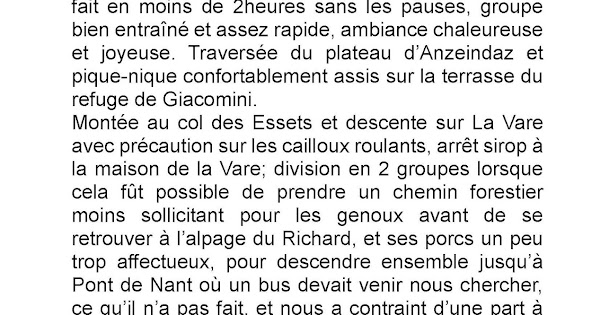 fait en moins de 2heures sans les pauses, groupe
bien entraîné et assez rapide, ambiance chaleureuse
et joyeuse. Traversée du plateau d’Anzeindaz et
pique-nique confortablement assis sur la terrasse du
refuge de Giacomini.
Montée au col des Essets et descente sur La Vare
avec précaution sur les cailloux roulants, arrêt sirop à
la maison de la Vare; division en 2 groupes lorsque
cela fût possible de prendre un chemin forestier
moins sollicitant pour les genoux avant de se
retrouver à l’alpage du Richard, et ses porcs un peu
trop affectueux, pour descendre ensemble jusqu’à
Pont de Nant où un bus devait venir nous chercher,
ce qu’il n’a pas fait, et nous a contraint d’une part à